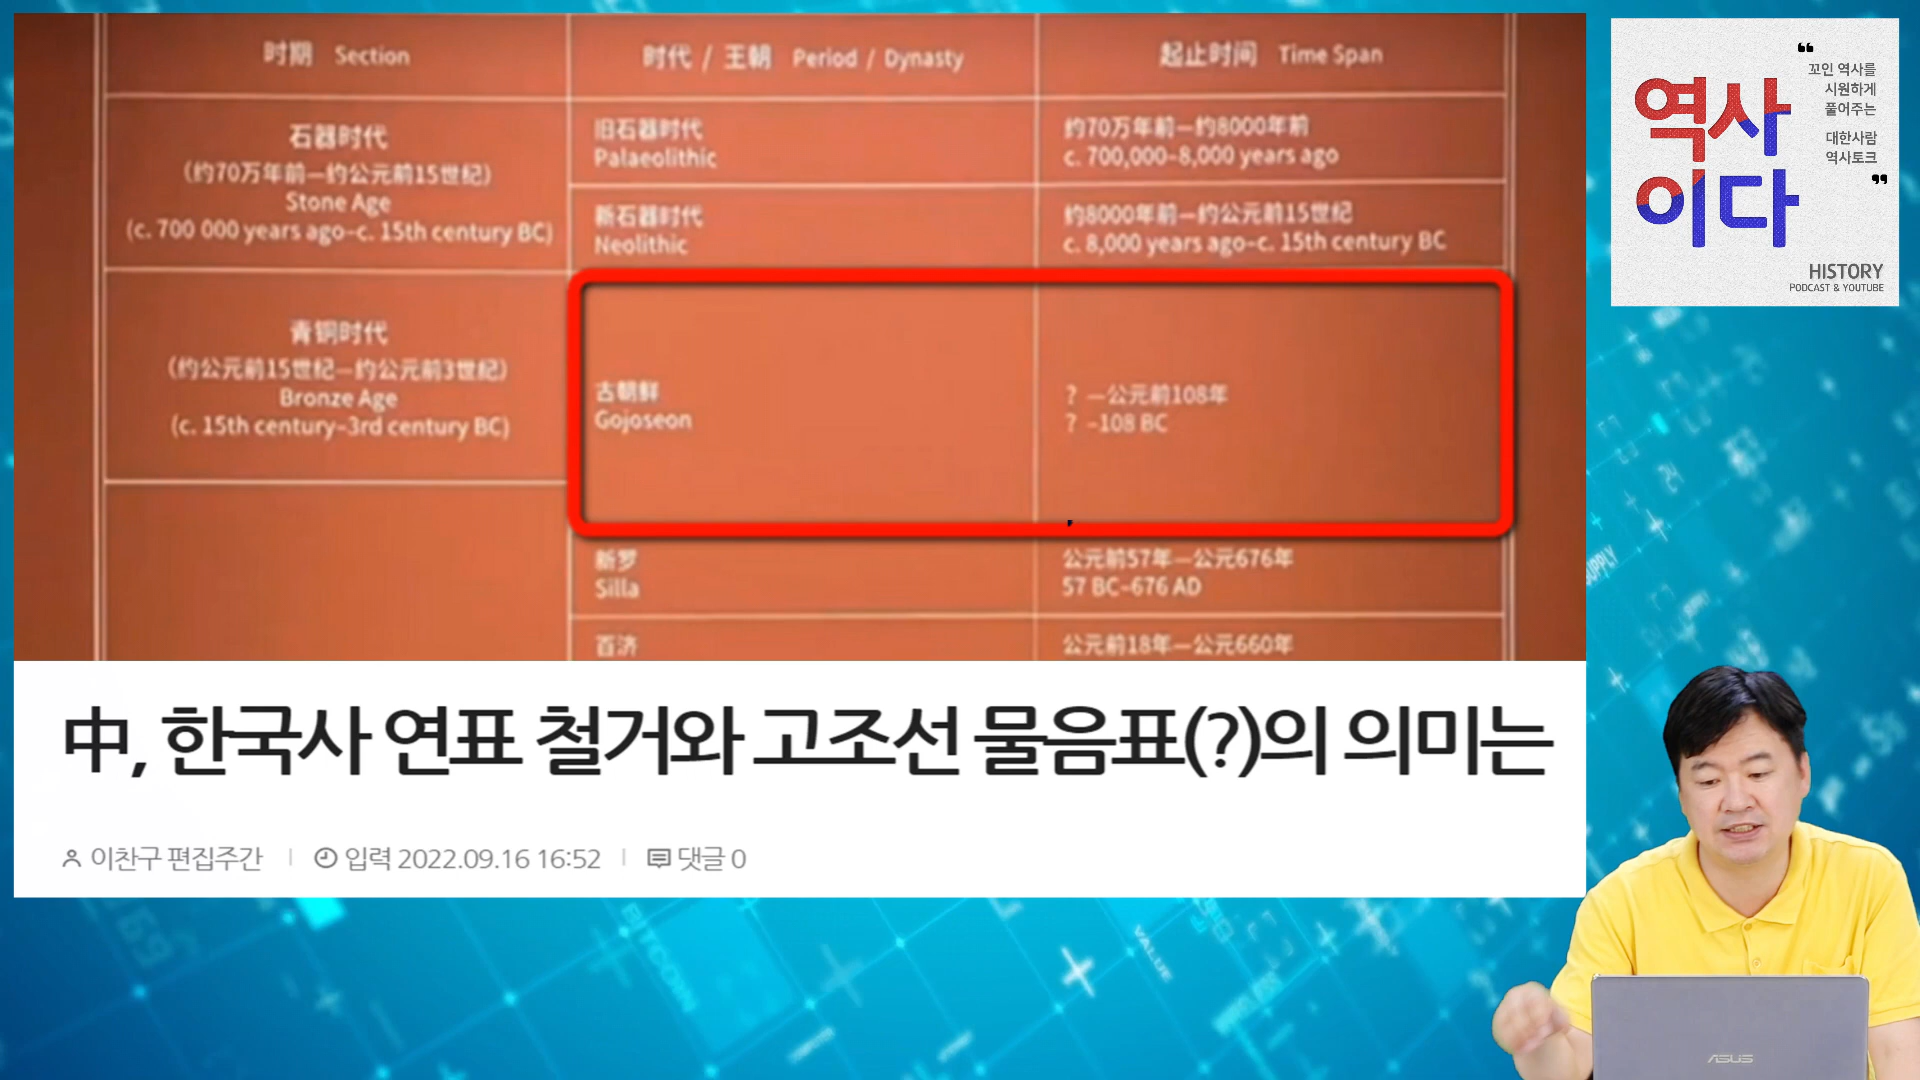 时期 Section
时代 / 王朝 Period / Dynasty
起止时间 Time Span
石器时代
（约70万年前—约公元前15世纪）
Stone Age
(c. 700 000 years ago–c. 15th century BC)
旧石器时代
Palaeolithic
约70万年前—约8000年前
c. 700,000–8,000 years ago
新石器时代
Neolithic
约8000年前—约公元前15世纪
c. 8,000 years ago–c. 15th century BC
青铜时代
（约公元前15世纪—约公元前3世纪）
Bronze Age
(c. 15th century–3rd century BC)
古朝鲜
Gojoseon
？—公元前108年
? –108 BC
新罗
Silla
公元前57年—公元676年
57 BC–676 AD
百济
公元前18年—公元660年
中, 한국사 연표 철거와 고조선 물음표(?)의 의미는
이찬구 편집주간 | 입력 2022.09.16 16:52 | 댓글 0
“
꼬인 역사를
시원하게
풀어주는
대한사람
역사토크
”
역사
이다
HISTORY
PODCAST & YOUTUBE
SUPPLY
BITCOIN
VALUE
ASUS